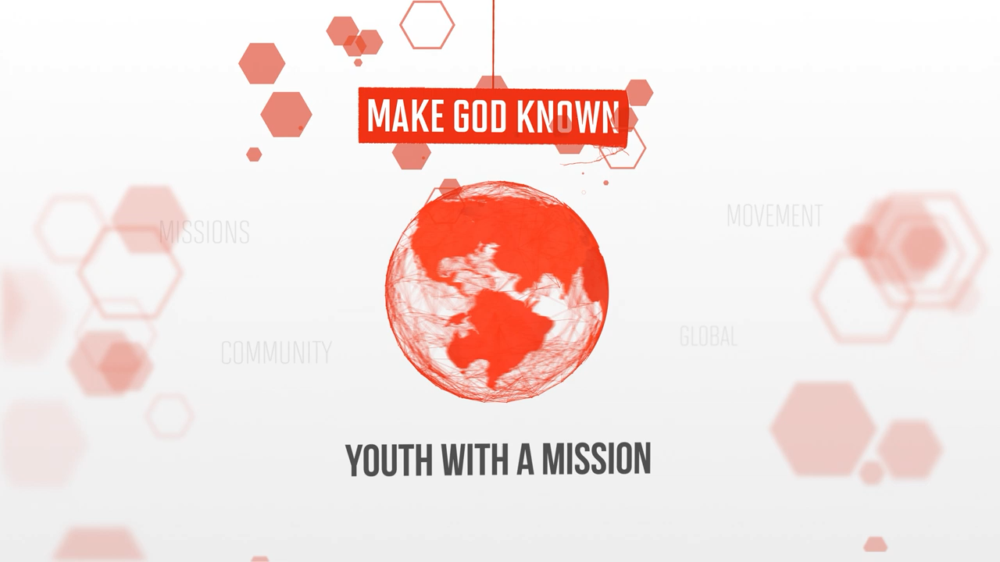 MAKE GOD KNOWN
MOVEMENT
MISSIONS
GLOBAL
COMMUNITY
YOUTH WITH A MISSION